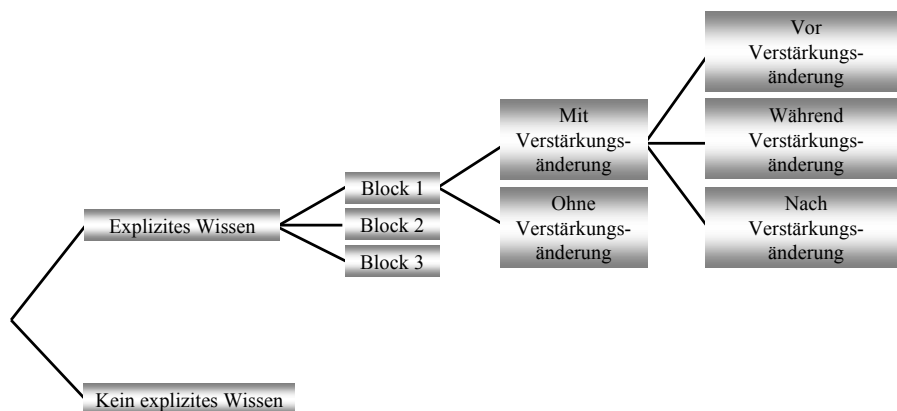 Vor
Verstärkungs-
änderung
Mit
Verstärkungs-
änderung
Während
Verstärkungs-
änderung
Block 1
Ohne
Verstärkungs-
änderung
Nach
Verstärkungs-
änderung
Explizites Wissen
Block 2
Block 3
Kein explizites Wissen